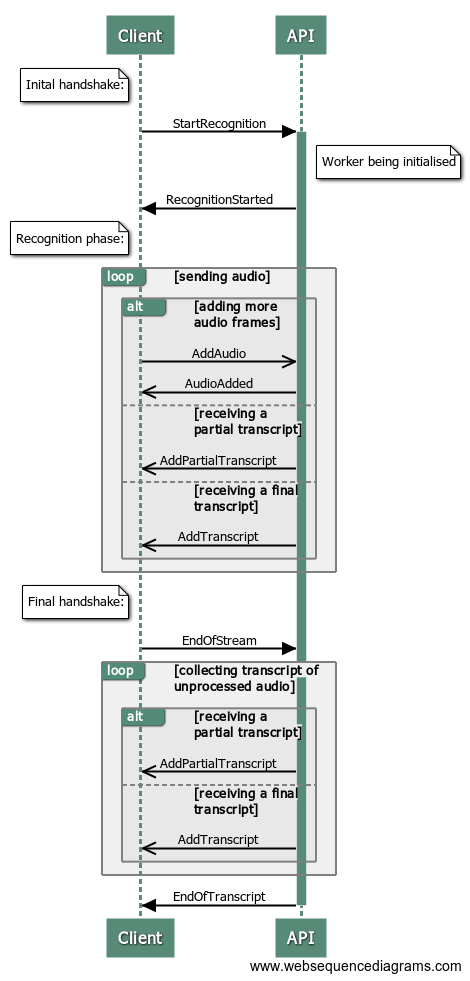 Client
API
Inital handshake:
StartRecognition
Worker being initialised
RecognitionStarted
Recognition phase:
loop
[sending audio]
alt
[adding more
audio frames]
AddAudio
AudioAdded
[receiving a
partial transcript]
AddPartialTranscript
[receiving a final
transcript]
AddTranscript
Final handshake:
EndOfStream
loop
[collecting transcript of
unprocessed audio]
alt
[receiving a
partial transcript]
AddPartialTranscript
[receiving a final
transcript]
AddTranscript
EndOfTranscript
Client
API
www.websequencediagrams.com